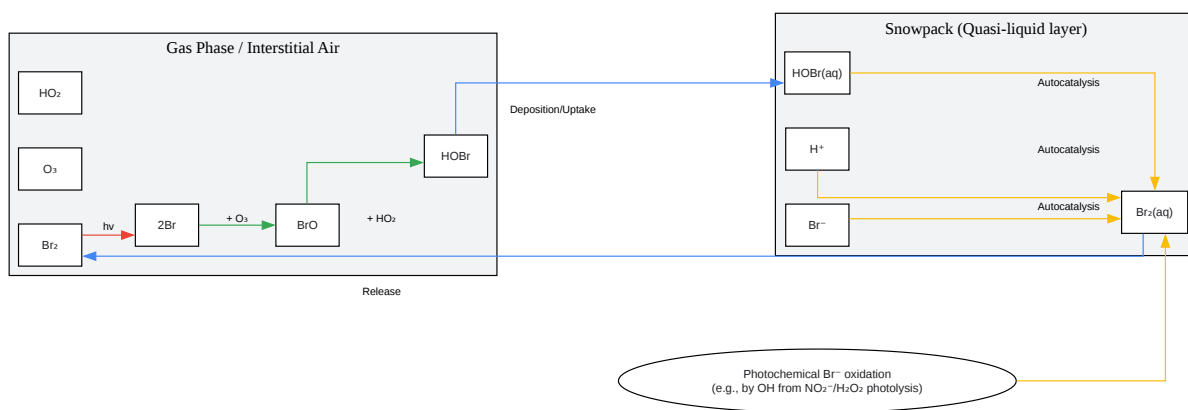 Gas Phase / Interstitial Air
HO₂
O₃
Br₂
hv
2Br
+ O₃
BrO
+ HO₂
HOBr
Deposition/Uptake
Release
Snowpack (Quasi-liquid layer)
HOBr(aq)
Autocatalysis
H⁺
Autocatalysis
Br⁻
Autocatalysis
Br₂(aq)
Photochemical Br⁻ oxidation
(e.g., by OH from NO₂⁻/H₂O₂ photolysis)